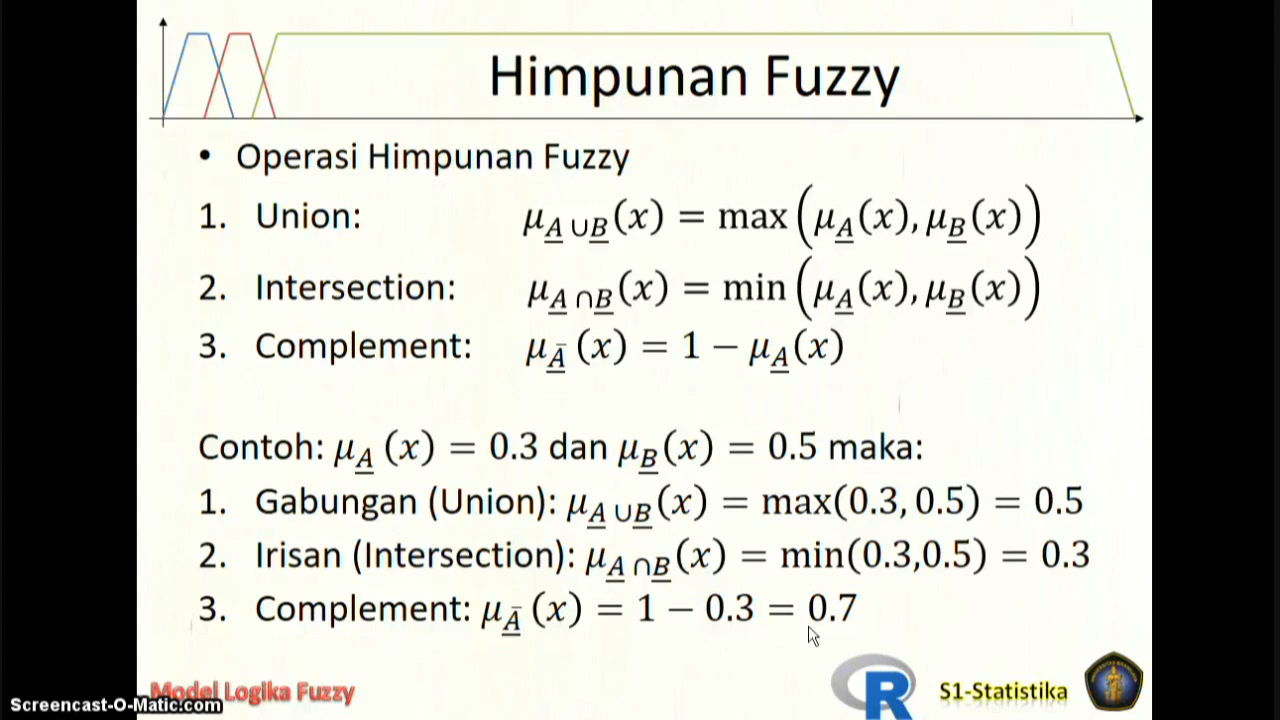 Himpunan Fuzzy
• Operasi Himpunan Fuzzy
1. Union: μ_A̲ ∪ B̲(x) = max(μ_A̲(x), μ_B̲(x))
2. Intersection: μ_A̲ ∩ B̲(x) = min(μ_A̲(x), μ_B̲(x))
3. Complement: μ_A̲̅ (x) = 1 − μ_A̲(x)
Contoh: μ_A̲ (x) = 0.3 dan μ_B̲(x) = 0.5 maka:
1. Gabungan (Union): μ_A̲ ∪ B̲(x) = max(0.3, 0.5) = 0.5
2. Irisan (Intersection): μ_A̲ ∩ B̲(x) = min(0.3,0.5) = 0.3
3. Complement: μ_A̲̅ (x) = 1 − 0.3 = 0.7
Model Logika Fuzzy
R
S1-Statistika
Screencast-O-Matic.com